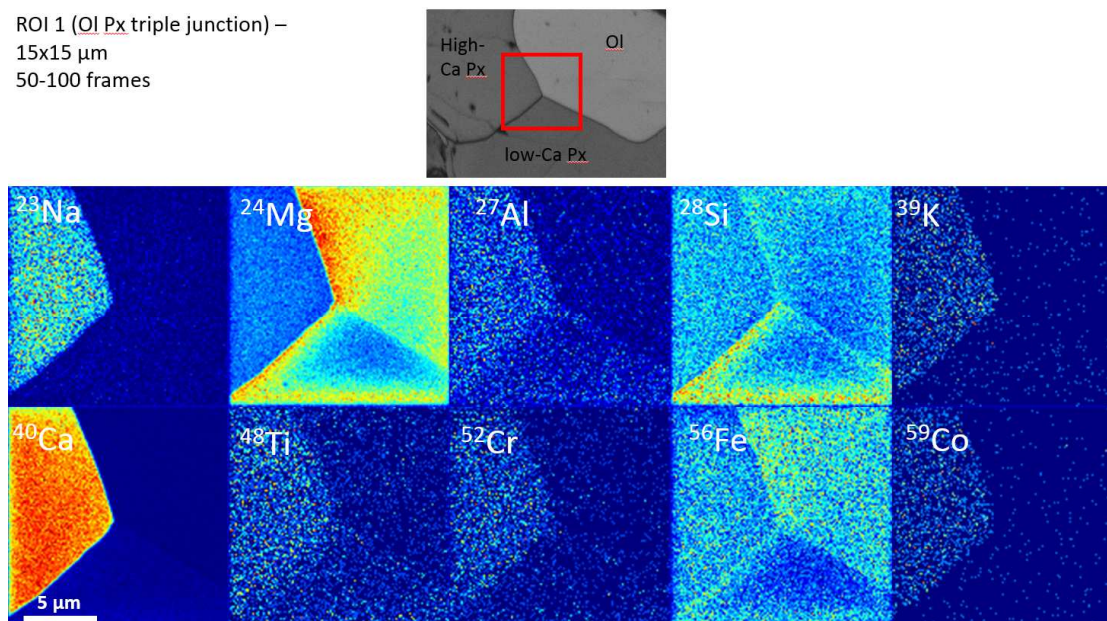 ROI 1 (Ol Px triple junction) –
15x15 µm
50-100 frames
High-
Ca Px
Ol
low-Ca Px
23Na
24Mg
27Al
28Si
39K
40Ca
48Ti
52Cr
56Fe
59Co
5 µm